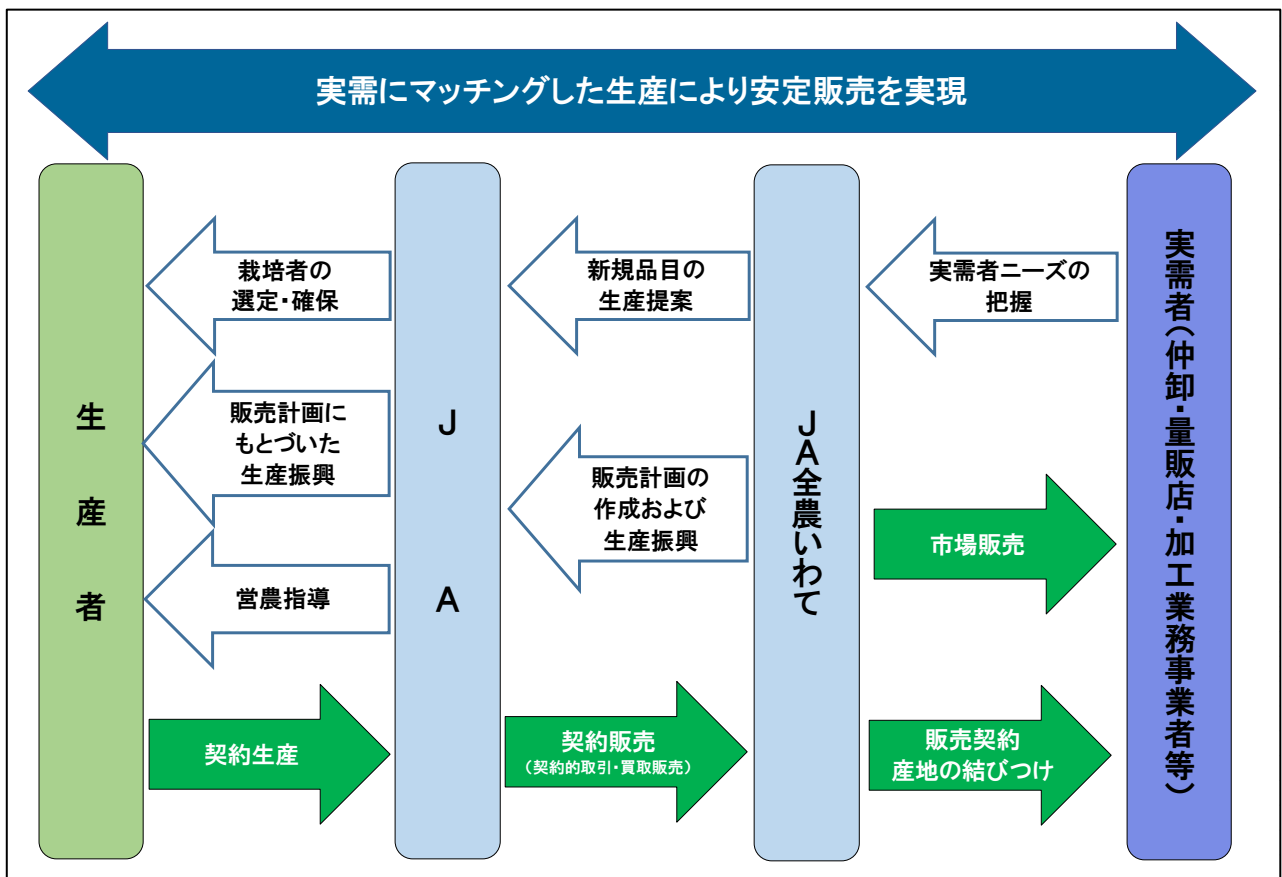 実需にマッチングした生産により安定販売を実現
生産者
栽培者の
選定・確保
販売計画に
もとづいた
生産振興
営農指導
契約生産
JA
新規品目の
生産提案
販売計画の
作成および
生産振興
契約販売
（契約的取引・買取販売）
JA全農いわて
実需者ニーズの
把握
市場販売
販売契約
産地の結びつけ
実需者（仲卸・量販店・加工業務事業者等）